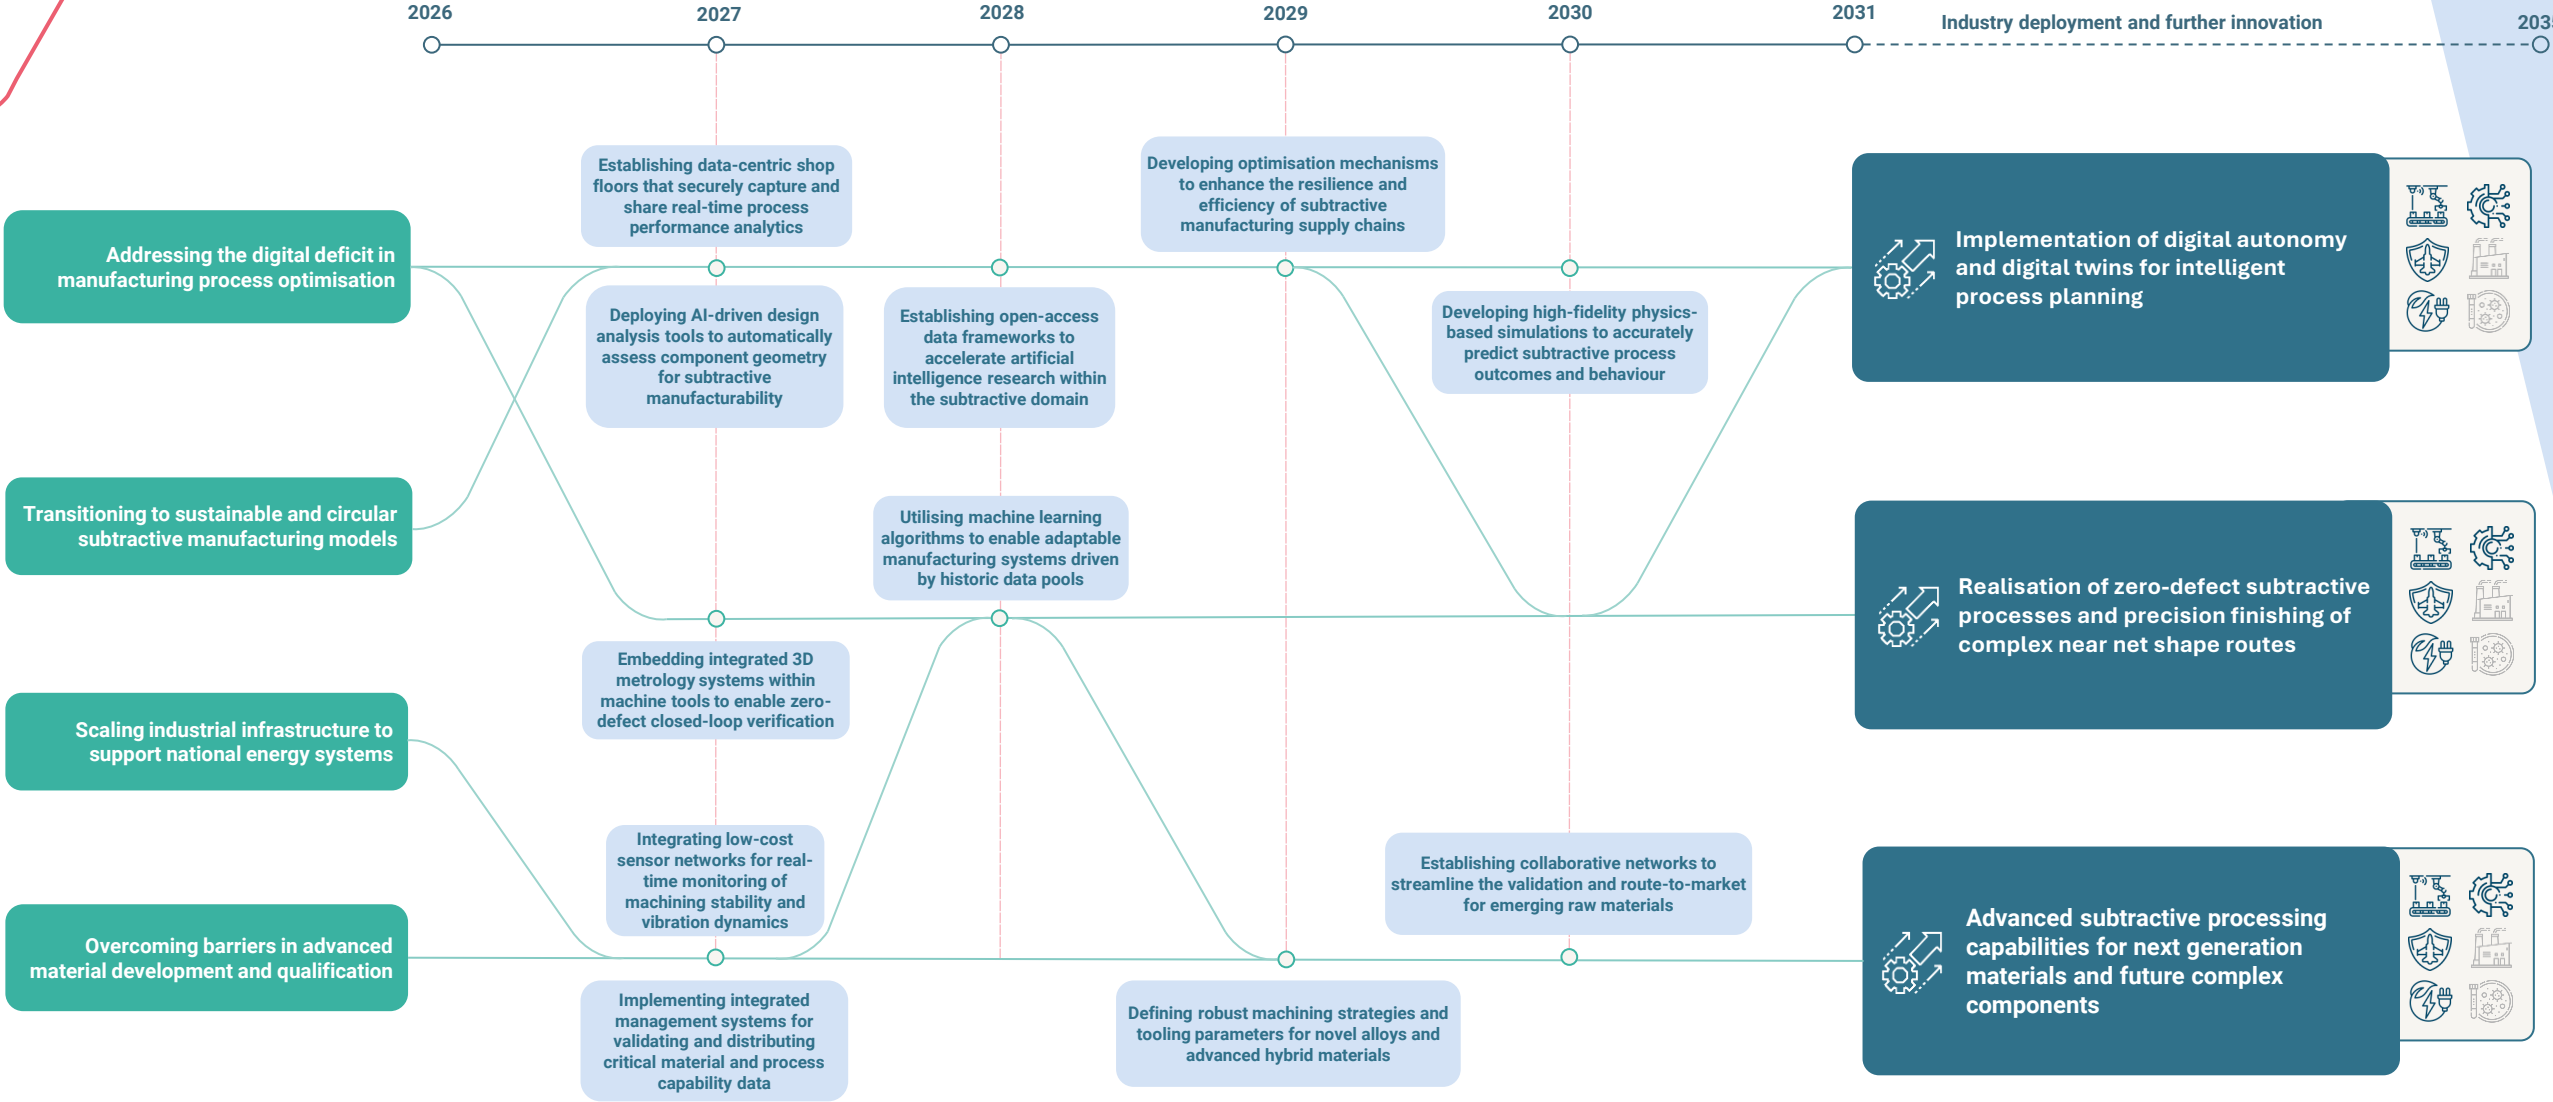 2026
2027
2028
2029
2030
2031
Industry deployment and further innovation
Establishing data-centric shop
floors that securely capture and
share real-time process
performance analytics
Developing optimisation mechanisms
to enhance the resilience and
efficiency of subtractive
manufacturing supply chains
Addressing the digital deficit in
manufacturing process optimisation
Implementation of digital autonomy
and digital twins for intelligent
process planning
Deploying AI-driven design
analysis tools to automatically
assess component geometry
for subtractive
manufacturability
Establishing open-access
data frameworks to
accelerate artificial
intelligence research within
the subtractive domain
Developing high-fidelity physics-
based simulations to accurately
predict subtractive process
outcomes and behaviour
Transitioning to sustainable and circular
subtractive manufacturing models
Utilising machine learning
algorithms to enable adaptable
manufacturing systems driven
by historic data pools
Realisation of zero-defect subtractive
processes and precision finishing of
complex near net shape routes
Embedding integrated 3D
metrology systems within
machine tools to enable zero-
defect closed-loop verification
Scaling industrial infrastructure to
support national energy systems
Integrating low-cost
sensor networks for real-
time monitoring of
machining stability and
vibration dynamics
Establishing collaborative networks to
streamline the validation and route-to-market
for emerging raw materials
Overcoming barriers in advanced
material development and qualification
Advanced subtractive processing
capabilities for next generation
materials and future complex
components
Implementing integrated
management systems for
validating and distributing
critical material and process
capability data
Defining robust machining strategies and
tooling parameters for novel alloys and
advanced hybrid materials